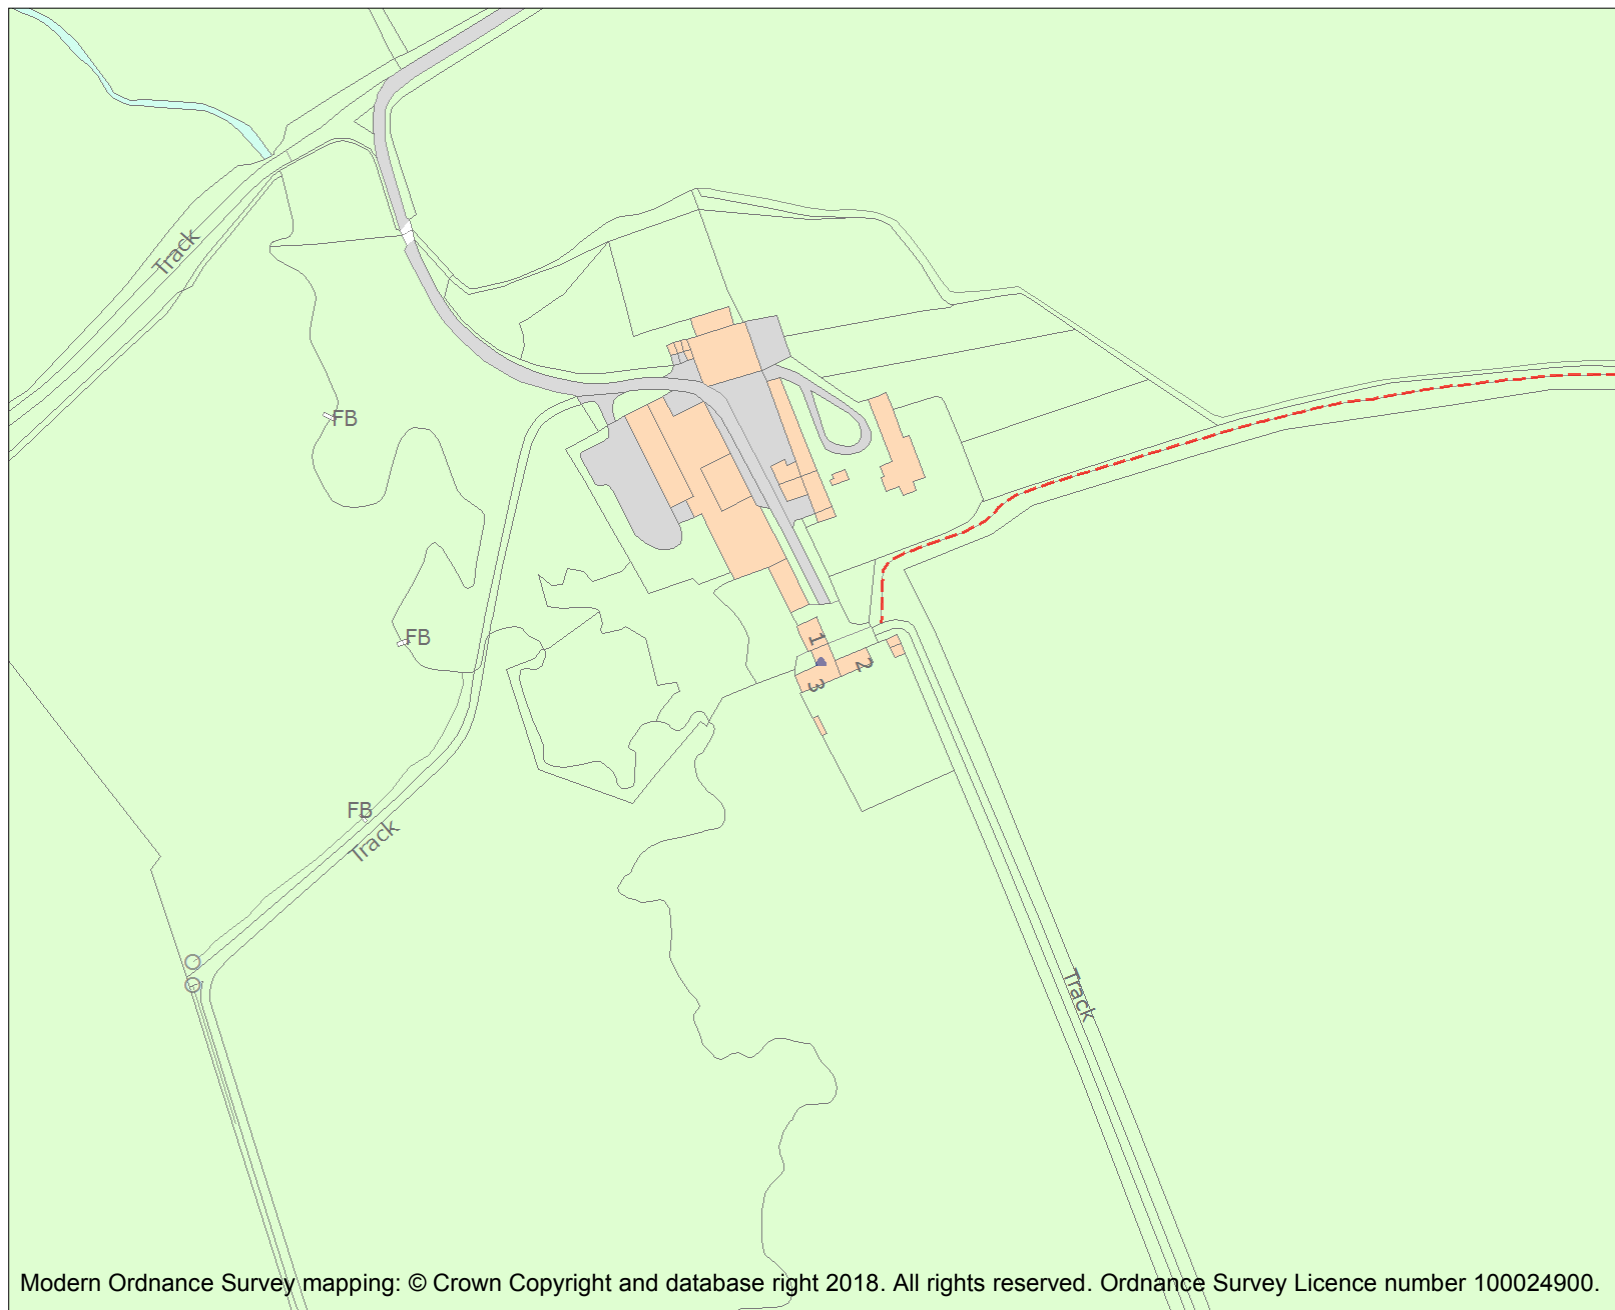 Track
FB
FB
1
2
3
FB
Track
Track
Modern Ordnance Survey mapping: © Crown Copyright and database right 2018. All rights reserved. Ordnance Survey Licence number 100024900.